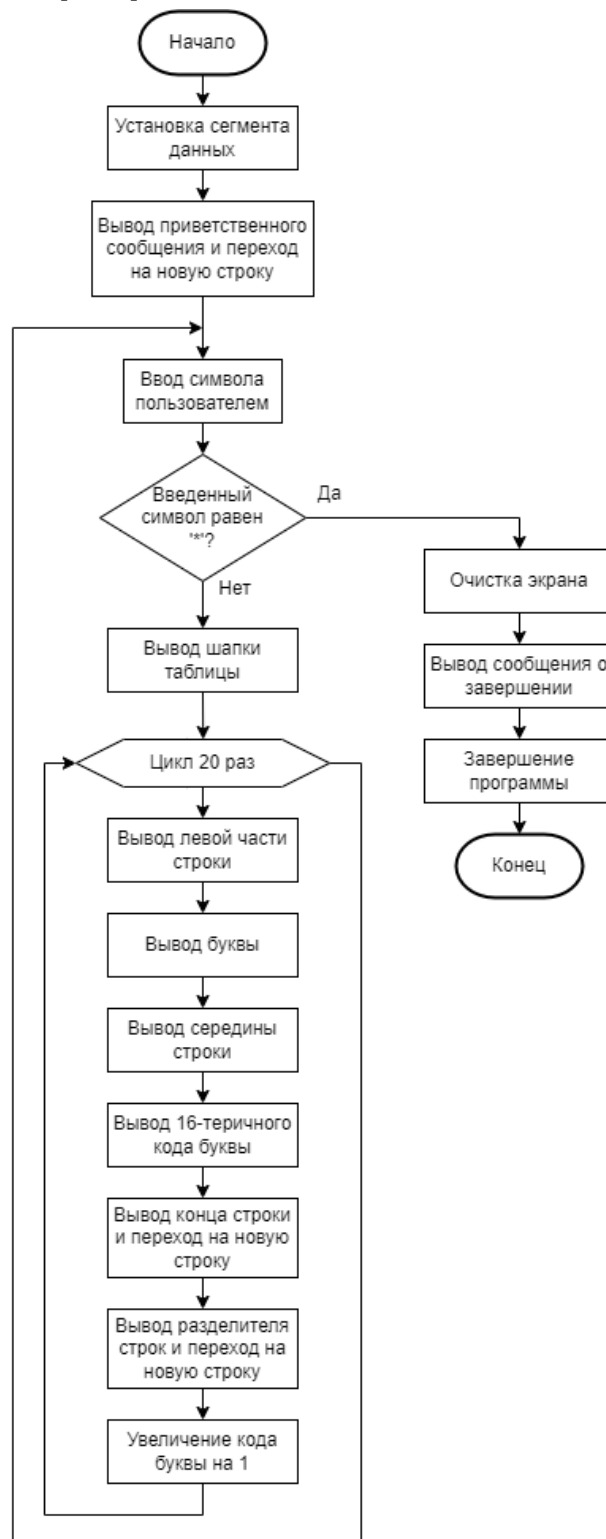 Начало
Установка сегмента
данных
Вывод приветственного
сообщения и переход
на новую строку
Ввод символа
пользователем
Введенный
символ равен
'*'?
Да
Нет
Очистка экрана
Вывод сообщения о
завершении
Завершение
программы
Конец
Вывод шапки
таблицы
Цикл 20 раз
Вывод левой части
строки
Вывод буквы
Вывод середины
строки
Вывод 16-теричного
кода буквы
Вывод конца строки
и переход на новую
строку
Вывод разделителя
строк и переход на
новую строку
Увеличение кода
буквы на 1